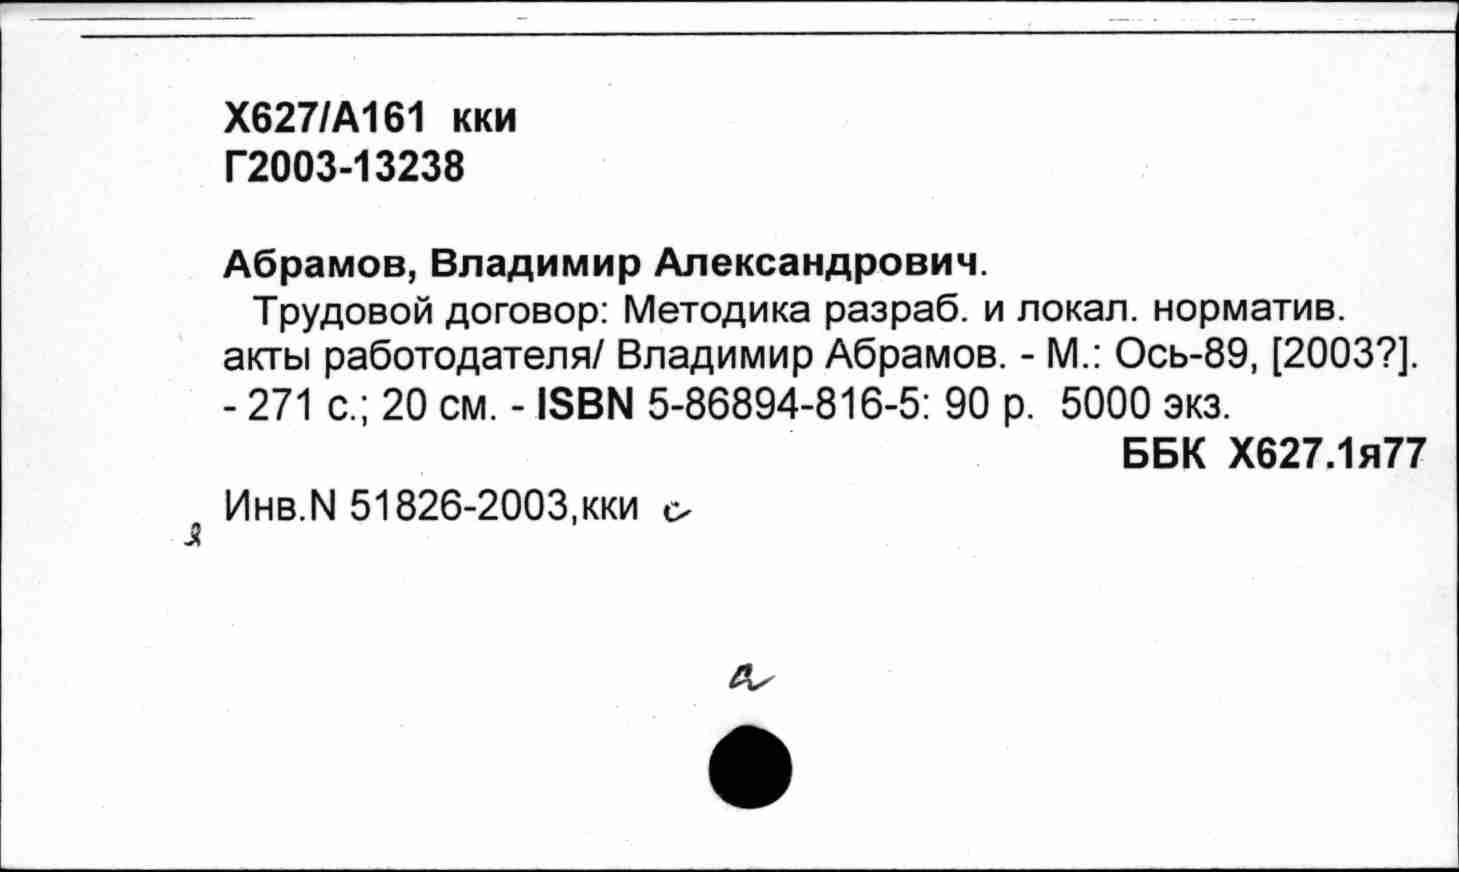 Х627/А161 кки
Г2003-13238
Абрамов, Владимир Александрович.
Трудовой договор: Методика разраб. и локал. норматив.
акты работодателя/ Владимир Абрамов. - М.: Ось-89, [2003?].
- 271 с.; 20 см. - ISBN 5-86894-816-5: 90 р. 5000 экз.
ББК Х627.1я77
Инв.N 51826-2003,кки с
а